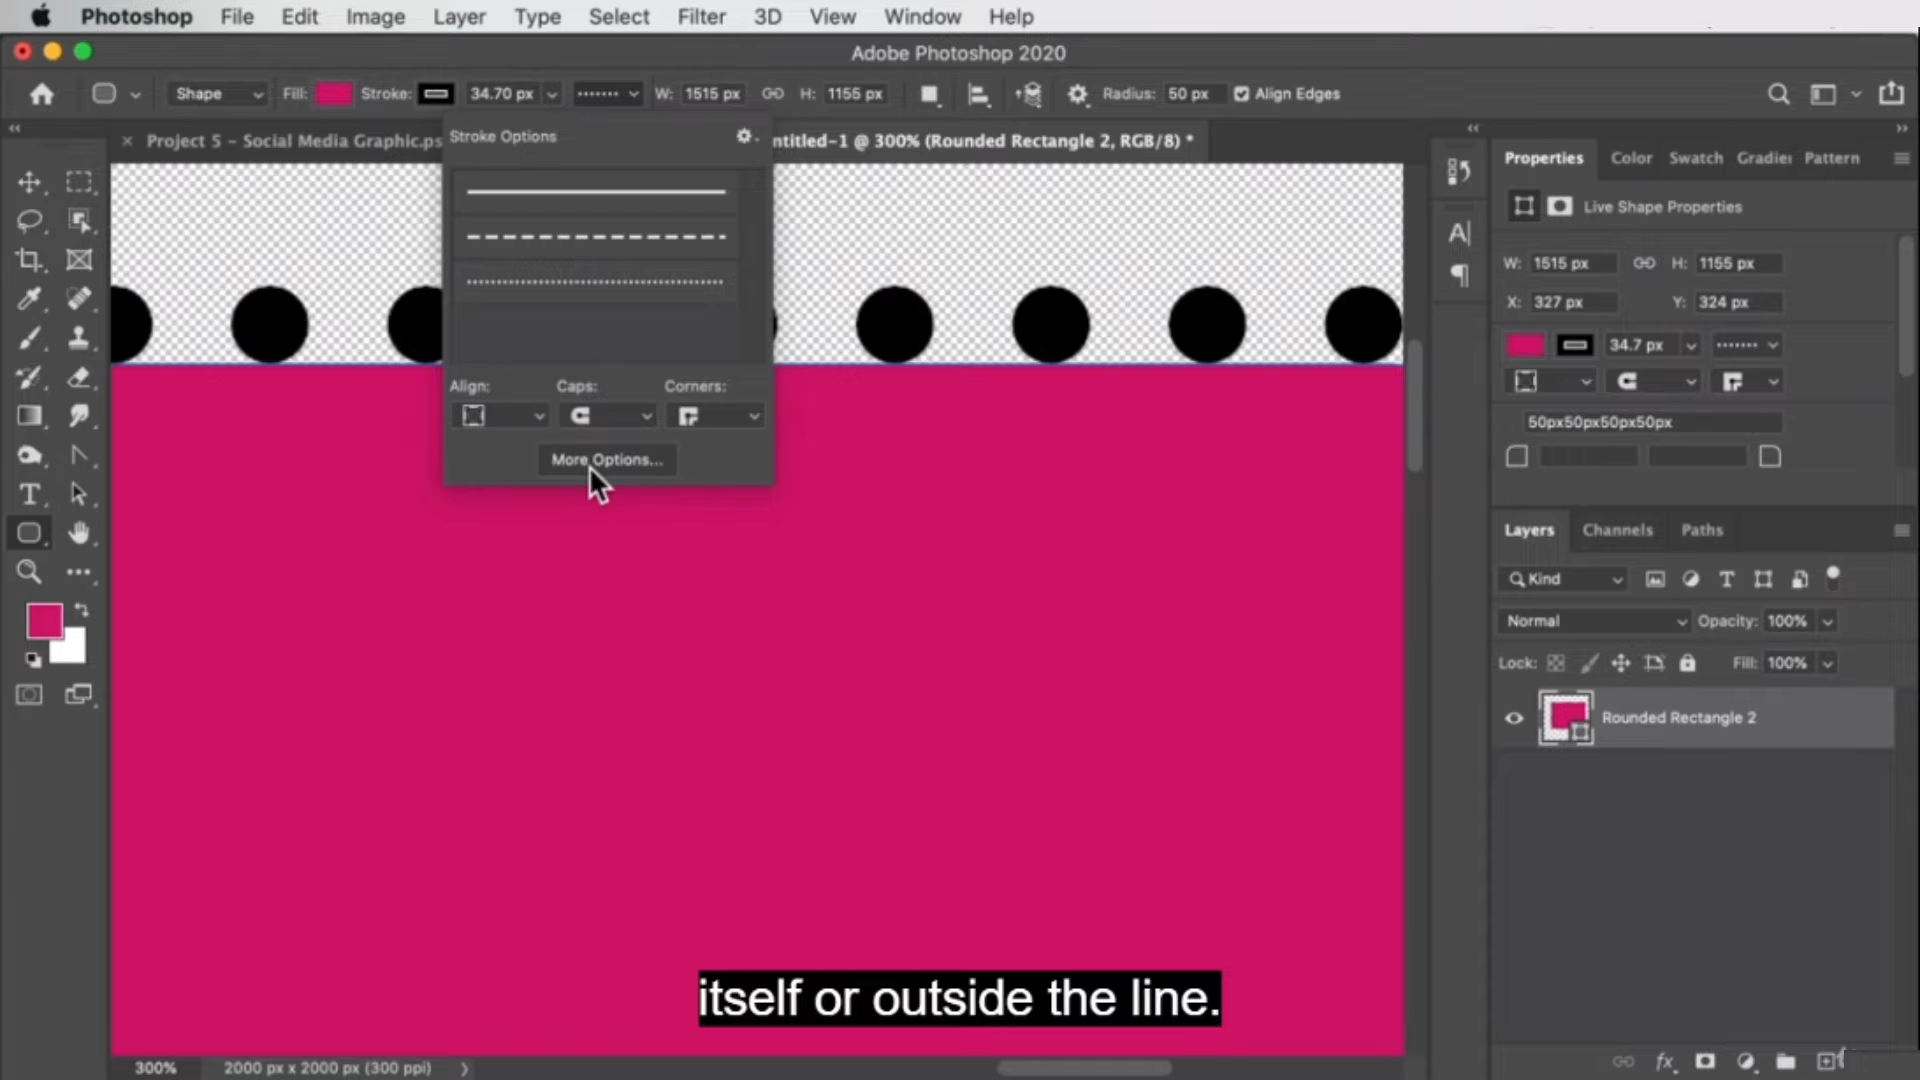 Photoshop File Edit Image Layer Type Select Filter 3D View Window Help
Adobe Photoshop 2020
Shape Fill: Stroke: 34.70 px W: 1515 px H: 1155 px Radius: 50 px Align Edges
× Project 5 - Social Media Graphic.ps
ntitled-1 @ 300% (Rounded Rectangle 2, RGB/8) *
Stroke Options
Align: Caps: Corners:
More Options...
Properties Color Swatch Gradier Pattern
Live Shape Properties
W: 1515 px H: 1155 px
X: 327 px Y: 324 px
34.7 px
50px50px50px50px
Layers Channels Paths
Kind
Normal Opacity: 100%
Lock: Fill: 100%
Rounded Rectangle 2
itself or outside the line.
300% 2000 px x 2000 px (300 ppi)
fx